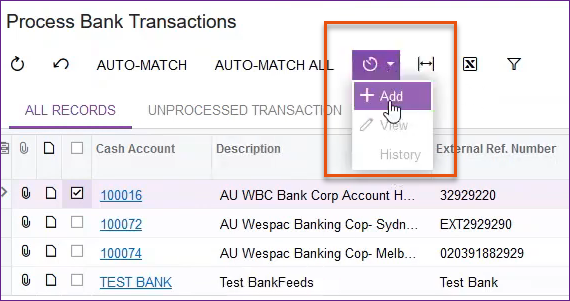 Process Bank Transactions
AUTO-MATCH AUTO-MATCH ALL
Add
View
History
ALL RECORDS UNPROCESSED TRANSACTION
Cash Account Description External Ref. Number
100016 AU WBC Bank Corp Account H... 32929220
100072 AU Wespac Banking Cop- Sydn... EXT2929290
100074 AU Wespac Banking Cop- Melb... 020391882929
TEST BANK Test BankFeeds Test Bank